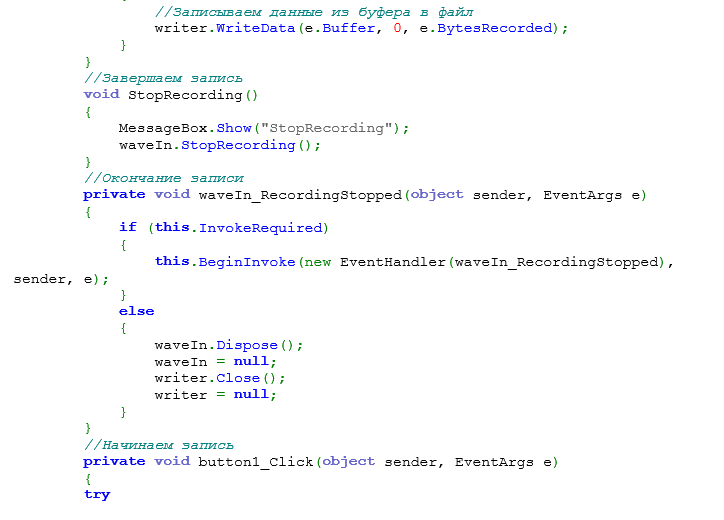 //Записываем данные из буфера в файл
writer.WriteData(e.Buffer, 0, e.BytesRecorded);
}
}
//Завершаем запись
void StopRecording()
{
MessageBox.Show("StopRecording");
waveIn.StopRecording();
}
//Окончание записи
private void waveIn_RecordingStopped(object sender, EventArgs e)
{
if (this.InvokeRequired)
{
this.BeginInvoke(new EventHandler(waveIn_RecordingStopped),
sender, e);
}
else
{
waveIn.Dispose();
waveIn = null;
writer.Close();
writer = null;
}
}
//Начинаем запись
private void button1_Click(object sender, EventArgs e)
{
try